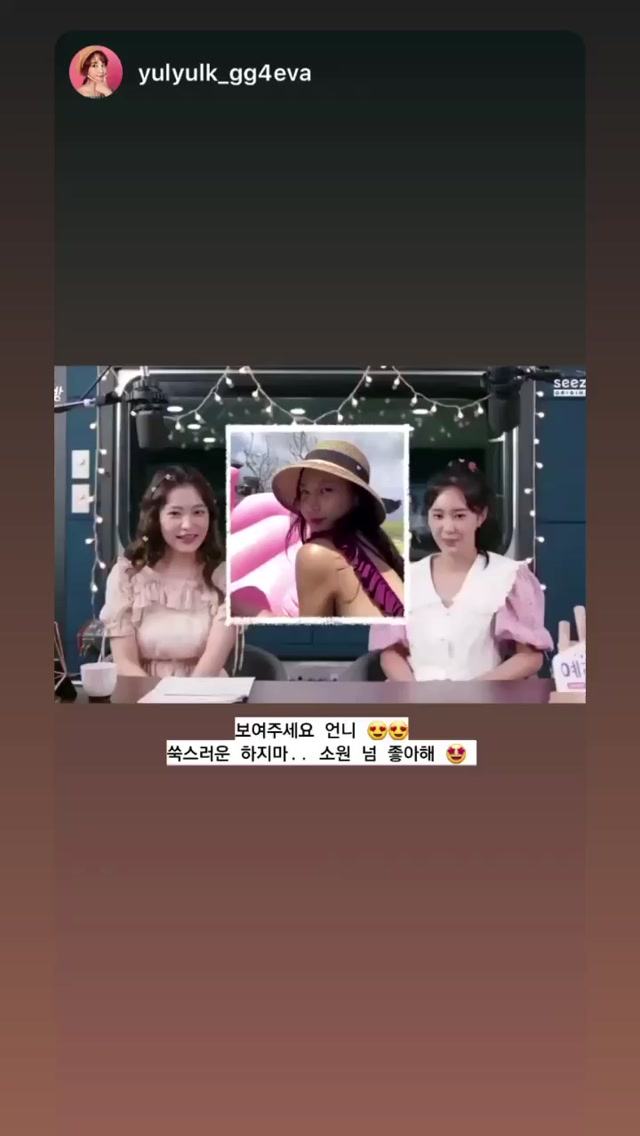 yulyulk_gg4eva
seez
보여주세요 언니 😍😍
쑥스러운 하지마.. 소원 넘 좋아해 🤩